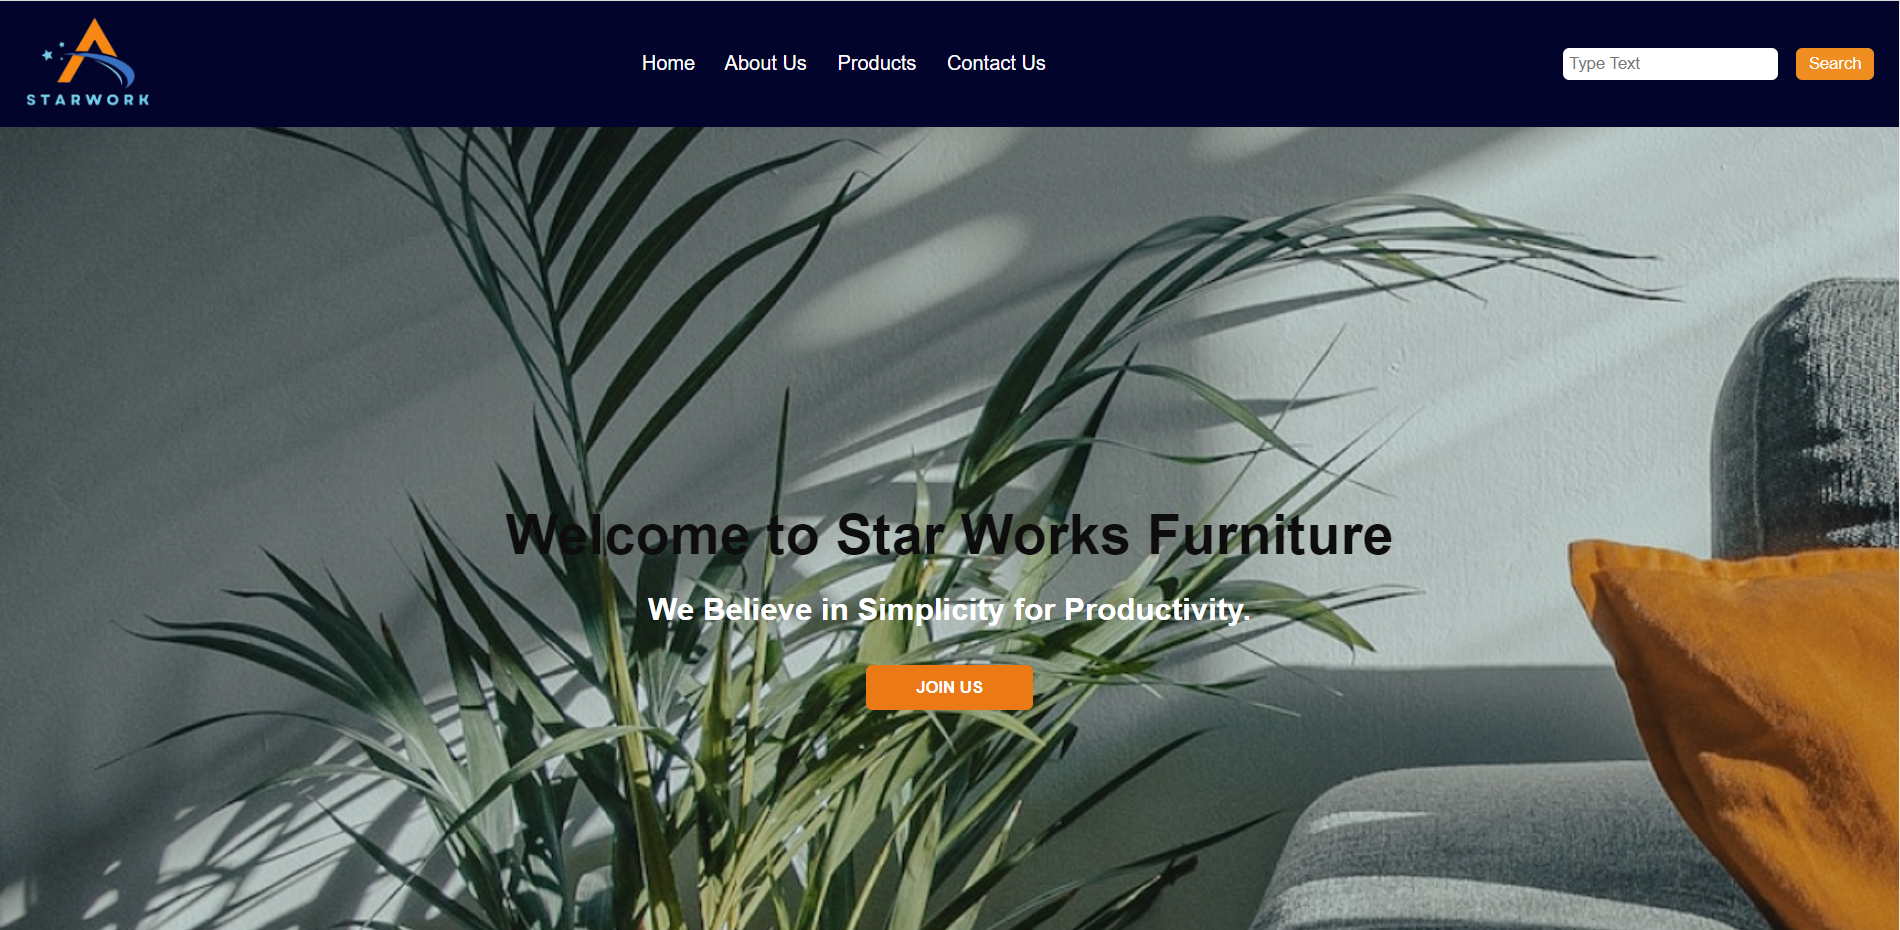 STARWORK
Home About Us Products Contact Us
Type Text Search
Welcome to Star Works Furniture
We Believe in Simplicity for Productivity.
JOIN US